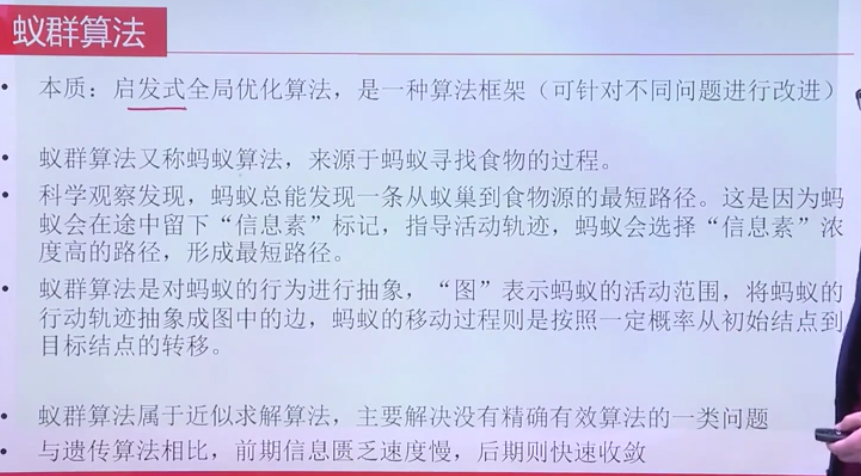 蚁群算法
• 本质：启发式全局优化算法，是一种算法框架（可针对不同问题进行改进）
• 蚁群算法又称蚂蚁算法，来源于蚂蚁寻找食物的过程。
• 科学观察发现，蚂蚁总能发现一条从蚁巢到食物源的最短路径。这是因为蚂
蚁会在途中留下“信息素”标记，指导活动轨迹，蚂蚁会选择“信息素”浓
度高的路径，形成最短路径。
• 蚁群算法是对蚂蚁的行为进行抽象，“图”表示蚂蚁的活动范围，将蚂蚁的
行动轨迹抽象成图中的边，蚂蚁的移动过程则是按照一定概率从初始结点到
目标结点的转移。
• 蚁群算法属于近似求解算法，主要解决没有精确有效算法的一类问题
• 与遗传算法相比，前期信息匮乏速度慢，后期则快速收敛